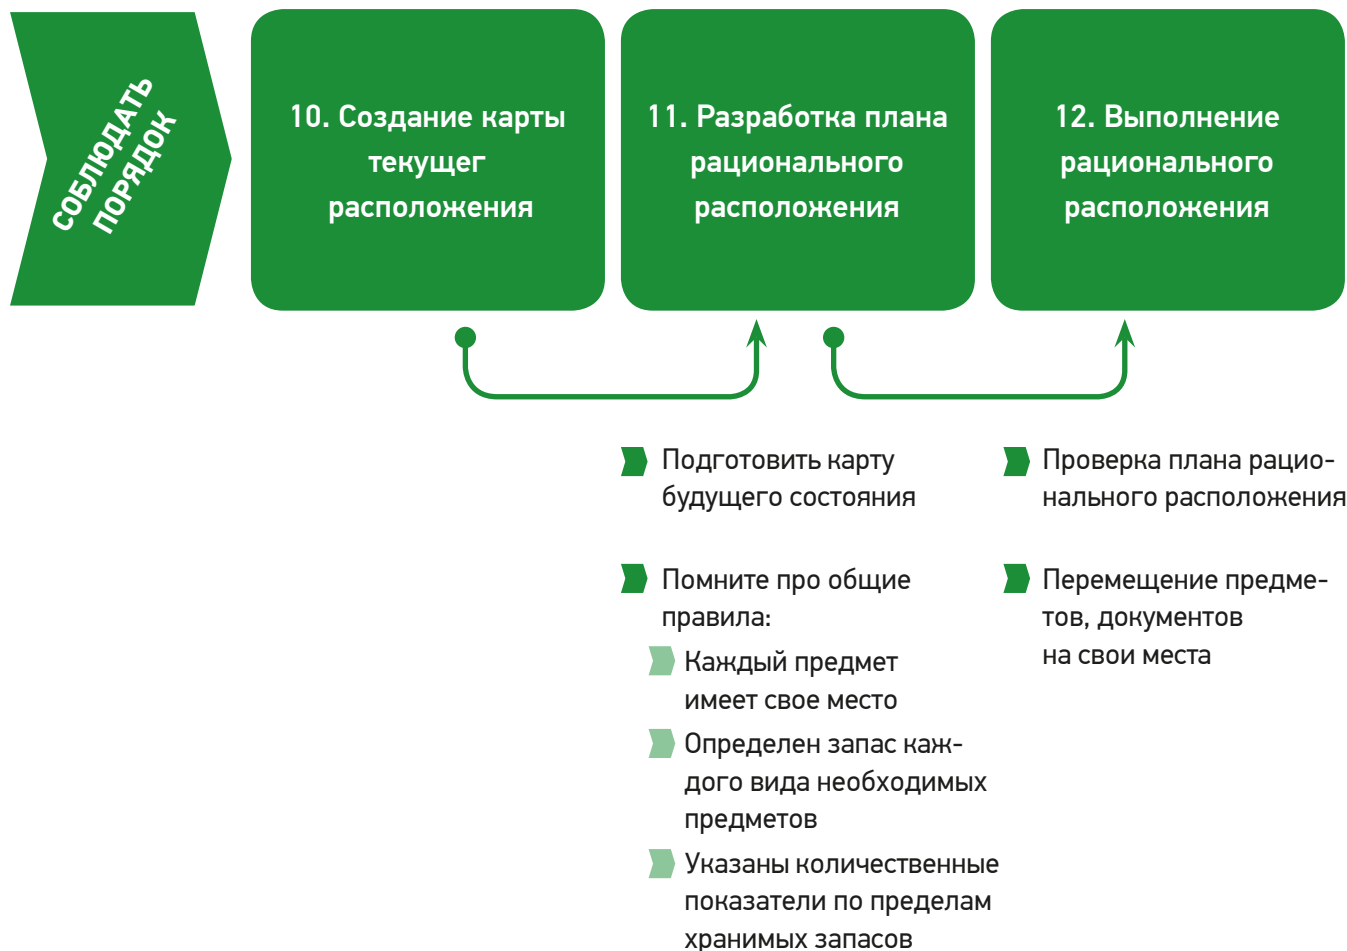 СОБЛЮДАТЬ
ПОРЯДОК
10. Создание карты
текущег
расположения
11. Разработка плана
рационального
расположения
12. Выполнение
рационального
расположения
Подготовить карту
будущего состояния
Помните про общие
правила:
Каждый предмет
имеет свое место
Определен запас каж-
дого вида необходимых
предметов
Указаны количественные
показатели по пределам
хранимых запасов
Проверка плана рацио-
нального расположения
Перемещение предме-
тов, документов
на свои места